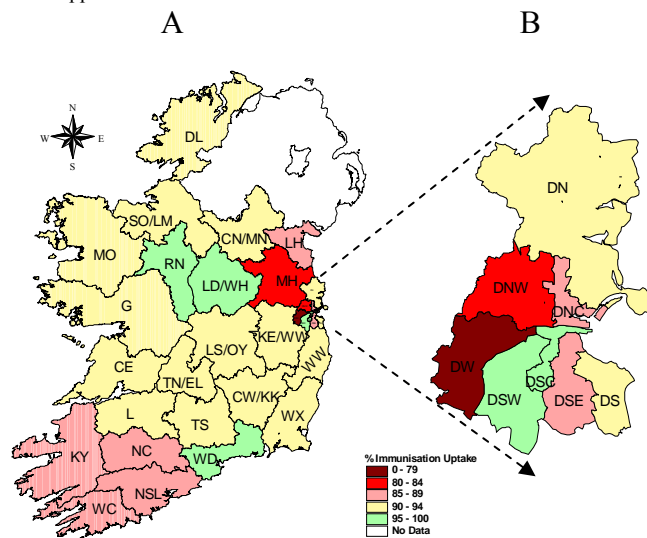 A B
N
W E
S
DL
SO/LM
CN/MN
LH
MO
RN
LD/WH
MH
G
KE/WW
LS/OY
WW
CE
TN/EL
CW/KK
L
TS
WX
KY
NC
WD
NSL
WC
DN
DNW
DNC
DW
DSC
DSW
DSE
DS
% Immunisation Uptake
0 - 79
80 - 84
85 - 89
90 - 94
95 - 100
No Data